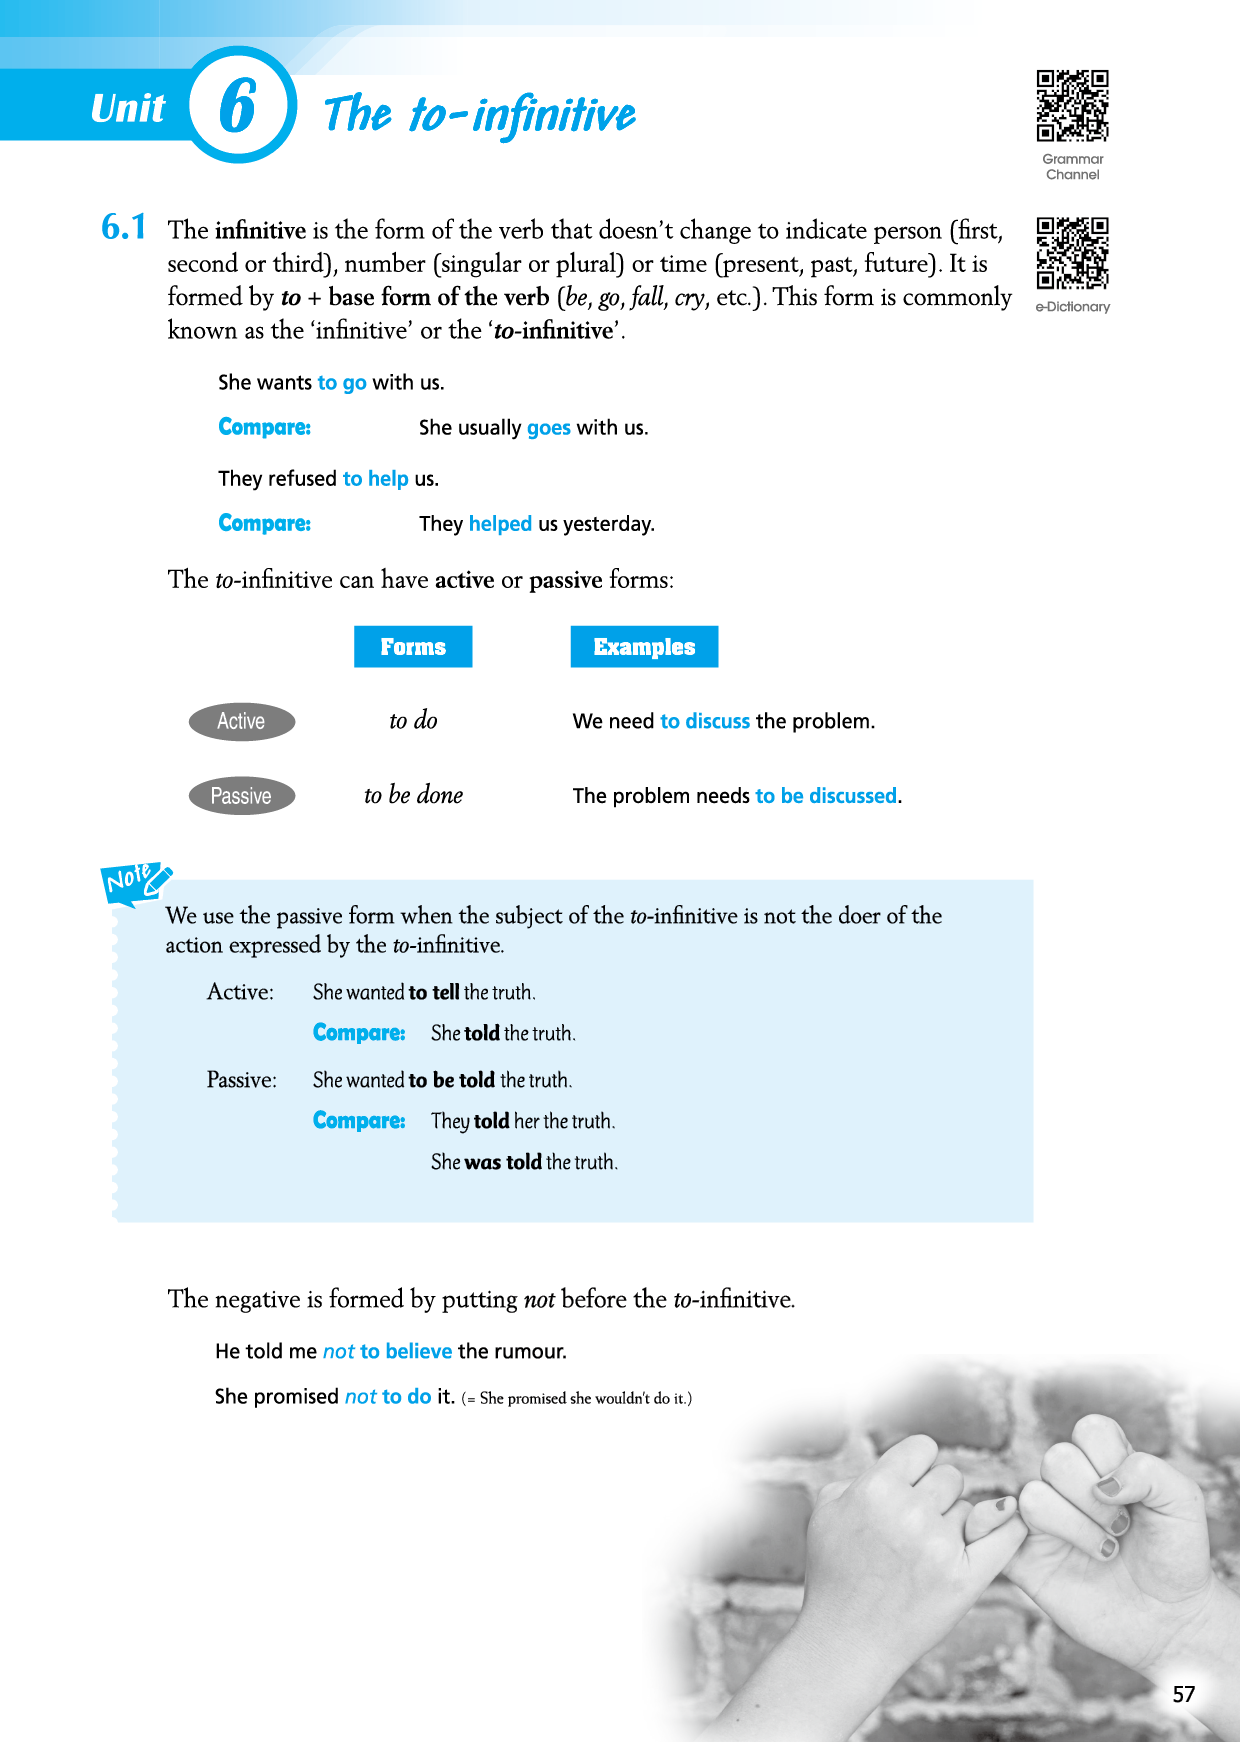 Unit 6 The to-infinitive
Grammar
Channel
e-Dictionary
6.1 The infinitive is the form of the verb that doesn't change to indicate person (first,
second or third), number (singular or plural) or time (present, past, future). It is
formed by to + base form of the verb (be, go, fall, cry, etc.). This form is commonly
known as the ‘infinitive’ or the ‘to-infinitive’.
She wants to go with us.
Compare: She usually goes with us.
They refused to help us.
Compare: They helped us yesterday.
The to-infinitive can have active or passive forms:
Forms Examples
Active to do We need to discuss the problem.
Passive to be done The problem needs to be discussed.
Note
We use the passive form when the subject of the to-infinitive is not the doer of the
action expressed by the to-infinitive.
Active: She wanted to tell the truth.
Compare: She told the truth.
Passive: She wanted to be told the truth.
Compare: They told her the truth.
She was told the truth.
The negative is formed by putting not before the to-infinitive.
He told me not to believe the rumour.
She promised not to do it. (= She promised she wouldn't do it.)
57